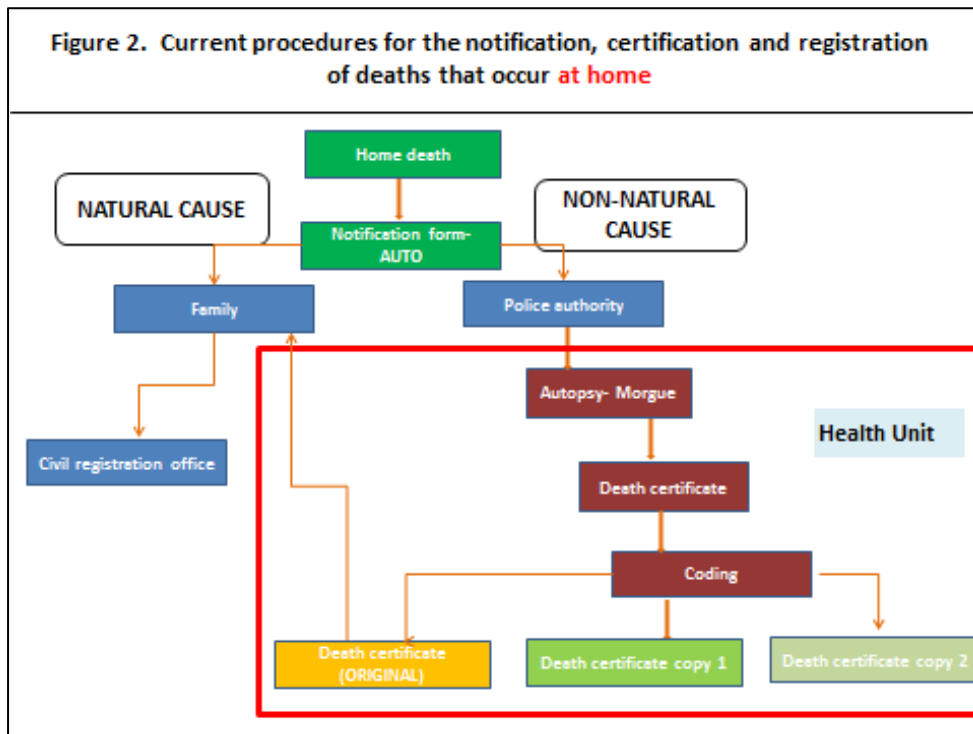 Figure 2. Current procedures for the notification, certification and registration
of deaths that occur at home
Home death
NATURAL CAUSE
NON-NATURAL
CAUSE
Notification form-
AUTO
Family
Police authority
Autopsy- Morgue
Health Unit
Civil registration office
Death certificate
Coding
Death certificate
(ORIGINAL)
Death certificate copy 1
Death certificate copy 2